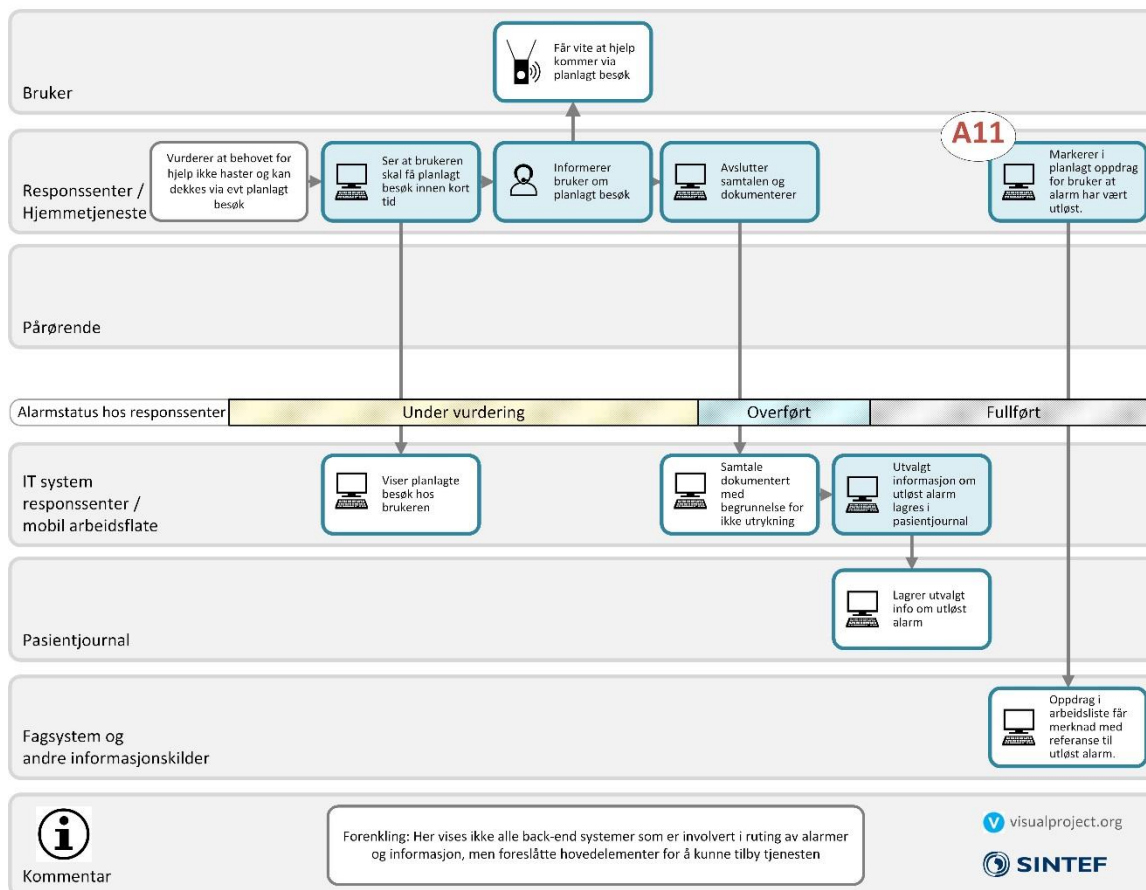 Bruker
Får vite at hjelp
kommer via
planlagt besøk
A11
Responssenter /
Hjemmetjeneste
Vurderer at behovet for
hjelp ikke haster og kan
dekkes via evt planlagt
besøk
Ser at brukeren
skal få planlagt
besøk innen kort
tid
Informerer
bruker om
planlagt besøk
Avslutter
samtalen og
dokumenterer
Markerer i
planlagt oppdrag
for bruker at
alarm har vært
utløst.
Pårørende
Alarmstatus hos responssenter
Under vurdering
Overført
Fullført
IT system
responssenter /
mobil arbeidsflate
Viser planlagte
besøk hos
brukeren
Samtale
dokumentert
med
begrunnelse for
ikke utrykning
Utvalgt
informasjon om
utløst alarm
lagres i
pasientjournal
Pasientjournal
Lagrer utvalgt
info om utløst
alarm
Fagsystem og
andre informasjonskilder
Oppdrag i
arbeidsliste får
merknad med
referanse til
utløst alarm.
Kommentar
Forenkling: Her vises ikke alle back-end systemer som er involvert i ruting av alarmer
og informasjon, men foreslåtte hovedelementer for å kunne tilby tjenesten
V visualproject.org
SINTEF